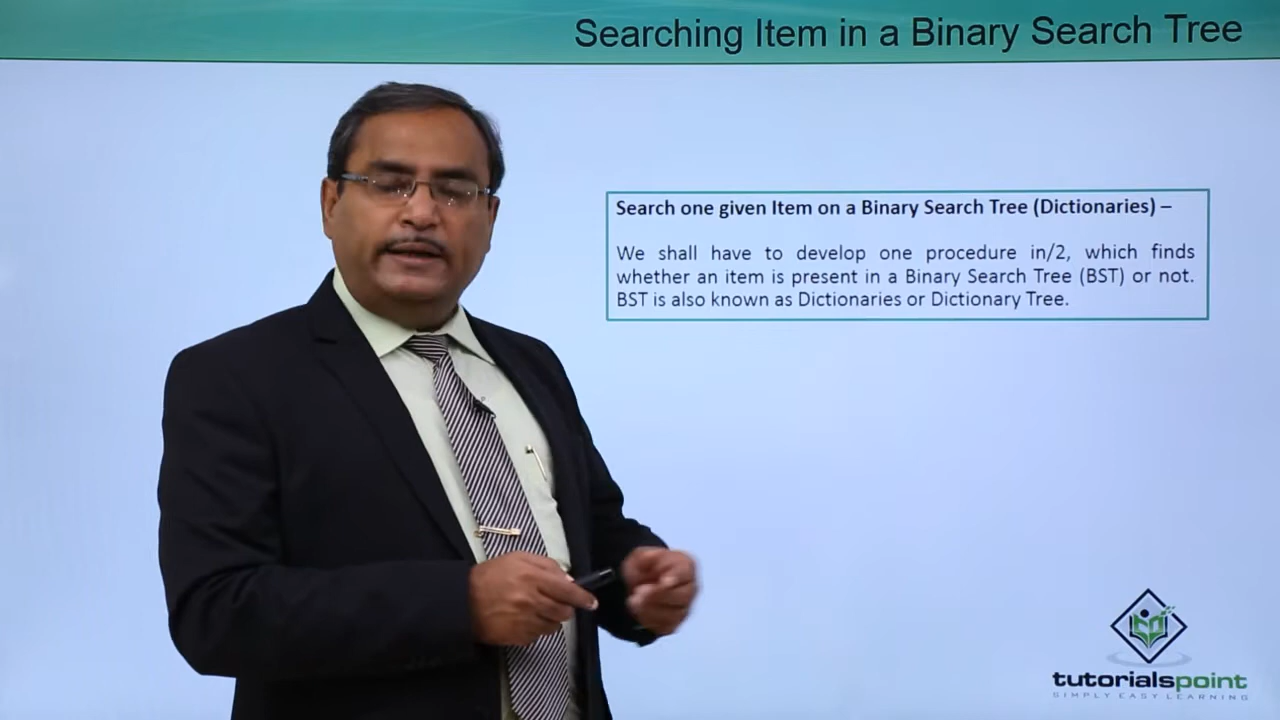 Searching Item in a Binary Search Tree
Search one given Item on a Binary Search Tree (Dictionaries) –
We shall have to develop one procedure in/2, which finds
whether an item is present in a Binary Search Tree (BST) or not.
BST is also known as Dictionaries or Dictionary Tree.
tutorialspoint
SIMPLY EASY LEARNING